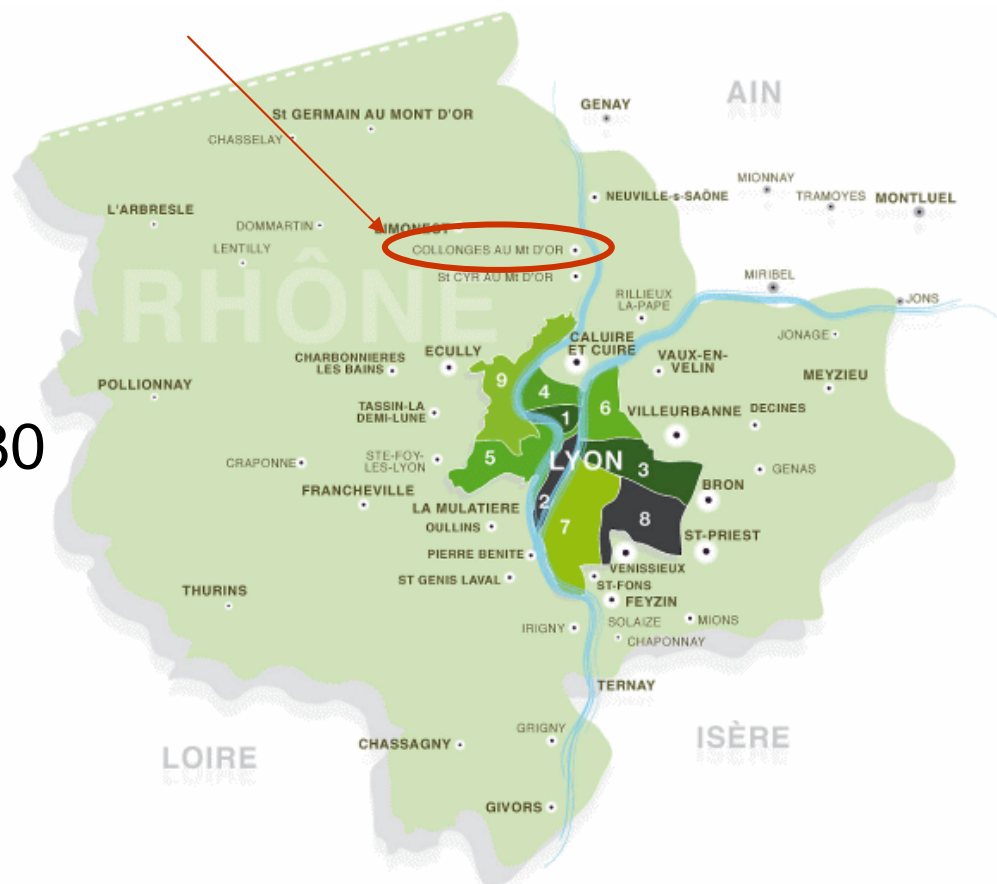 AIN
GENAY
St GERMAIN AU MONT D'OR
CHASSELAY
MIONNAY
NEUVILLE-s-SAÔNE
TRAMOYES
MONTLUEL
L'ARBRESLE
DOMMARTIN
LIMONEST
LENTILLY
COLLONGES AU Mt D'OR
St CYR AU Mt D'OR
MIRIBEL
RHÔNE
RILLIEUX
LA-PAPE
JONS
JONAGE
CALUIRE
ET CUIRE
CHARBONNIERES
LES BAINS
ECULLY
VAUX-EN-
VELIN
MEYZIEU
POLLIONNAY
9
4
6
1
TASSIN-LA
DEMI-LUNE
VILLEURBANNE
DECINES
30
CRAPONNE
STE-FOY-
LES-LYON
5
LYON
3
GENAS
FRANCHEVILLE
BRON
2
LA MULATIERE
OULLINS
7
8
ST-PRIEST
PIERRE BENITE
VENISSIEUX
ST GENIS LAVAL
ST-FONS
THURINS
FEYZIN
IRIGNY
SOLAIZE
MIONS
CHAPONNAY
TERNAY
GRIGNY
ISÈRE
LOIRE
CHASSAGNY
GIVORS